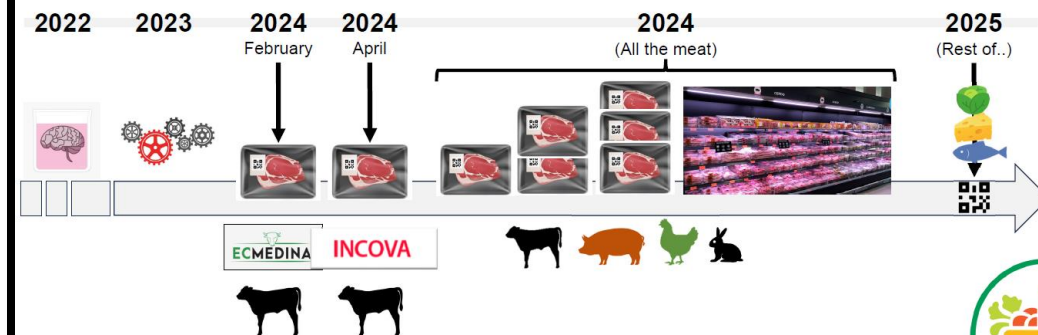 2022
2023
2024
February
2024
April
2024
(All the meat)
2025
(Rest of..)
ECMEDINA
INCOVA